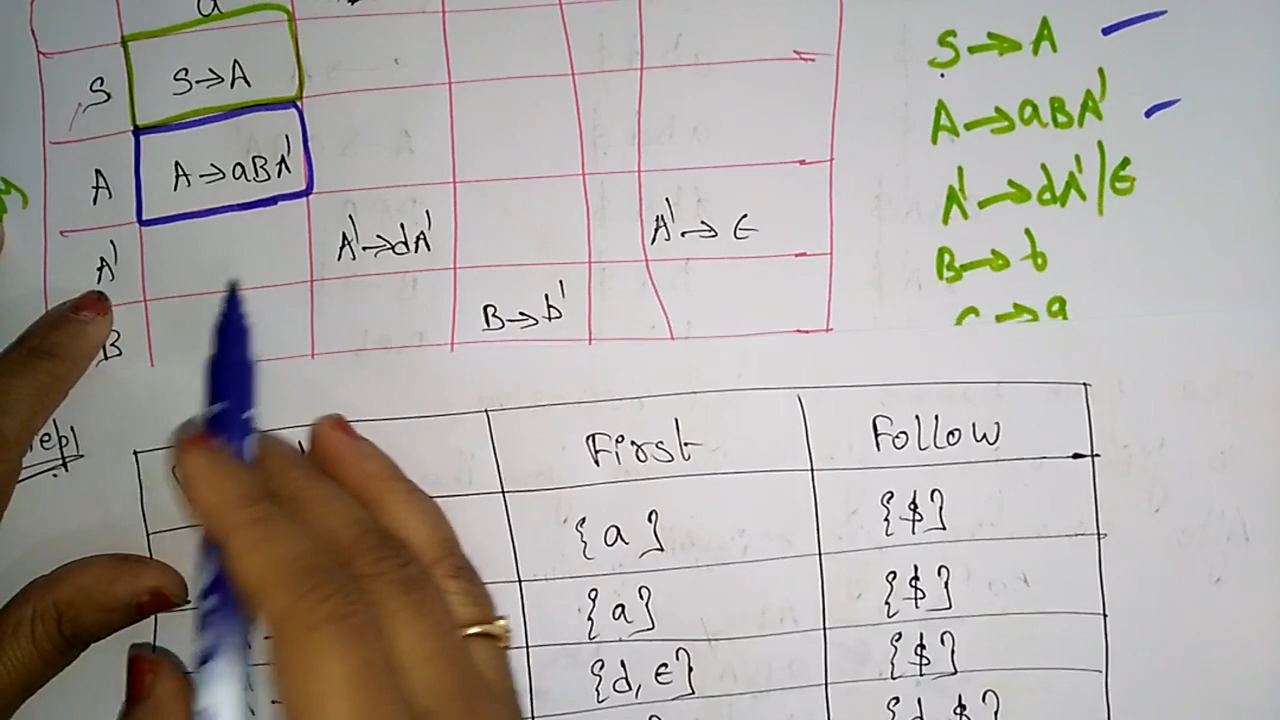 a
S S→A
A A→aBA'
A' A'→dA' A'→ϵ
B B→b'
S→A
A→aBA'
A'→dA'/ϵ
B→b
C→a
First Follow
{a} {$}
{a} {$}
{d,ϵ} {$}
{d,$}